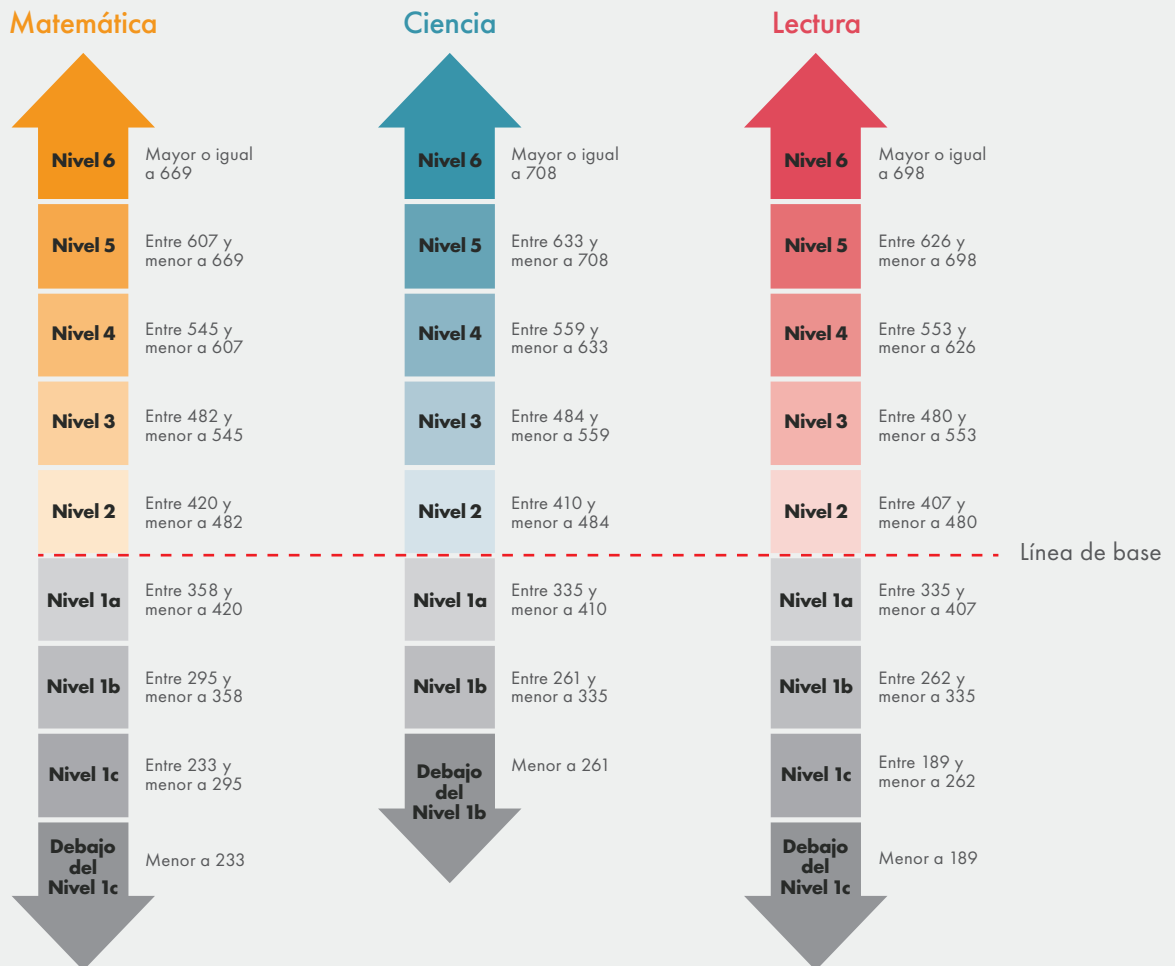 Matemática
Nivel 6
Mayor o igual
a 669
Nivel 5
Entre 607 y
menor a 669
Nivel 4
Entre 545 y
menor a 607
Nivel 3
Entre 482 y
menor a 545
Nivel 2
Entre 420 y
menor a 482
Nivel 1a
Entre 358 y
menor a 420
Nivel 1b
Entre 295 y
menor a 358
Nivel 1c
Entre 233 y
menor a 295
Debajo
del
Nivel 1c
Menor a 233
Ciencia
Nivel 6
Mayor o igual
a 708
Nivel 5
Entre 633 y
menor a 708
Nivel 4
Entre 559 y
menor a 633
Nivel 3
Entre 484 y
menor a 559
Nivel 2
Entre 410 y
menor a 484
Nivel 1a
Entre 335 y
menor a 410
Nivel 1b
Entre 261 y
menor a 335
Debajo
del
Nivel 1b
Menor a 261
Lectura
Nivel 6
Mayor o igual
a 698
Nivel 5
Entre 626 y
menor a 698
Nivel 4
Entre 553 y
menor a 626
Nivel 3
Entre 480 y
menor a 553
Nivel 2
Entre 407 y
menor a 480
Línea de base
Nivel 1a
Entre 335 y
menor a 407
Nivel 1b
Entre 262 y
menor a 335
Nivel 1c
Entre 189 y
menor a 262
Debajo
del
Nivel 1c
Menor a 189